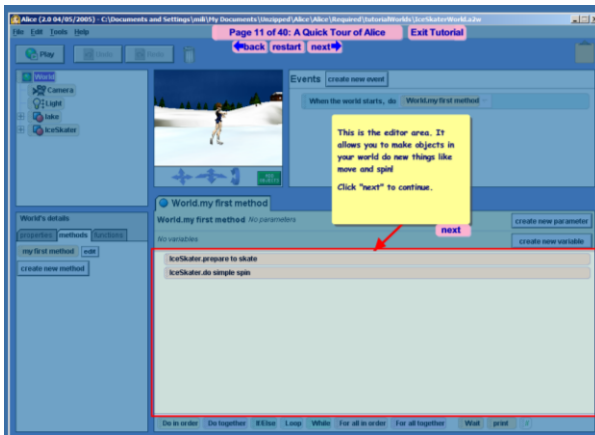 Alice (2.0 04/05/2005) - C:\Documents and Settings\mili\My Documents\Unzipped\Alice\Alice\Required\tutorialWorlds\IceSkaterWorld.a2w
File Edit Tools Help
Page 11 of 40: A Quick Tour of Alice
Exit Tutorial
back restart next
Play Undo Redo
World
Camera
Light
lake
IceSkater
Events create new event
When the world starts, do World.my first method
This is the editor area. It
allows you to make objects in
your world do new things like
move and spin!
Click "next" to continue.
next
ADD
OBJECTS
World's details
properties methods functions
my first method edit
create new method
World.my first method
World.my first method No parameters
create new parameter
No variables
create new variable
IceSkater.prepare to skate
IceSkater.do simple spin
Do in order Do together If/Else Loop While For all in order For all together Wait print //